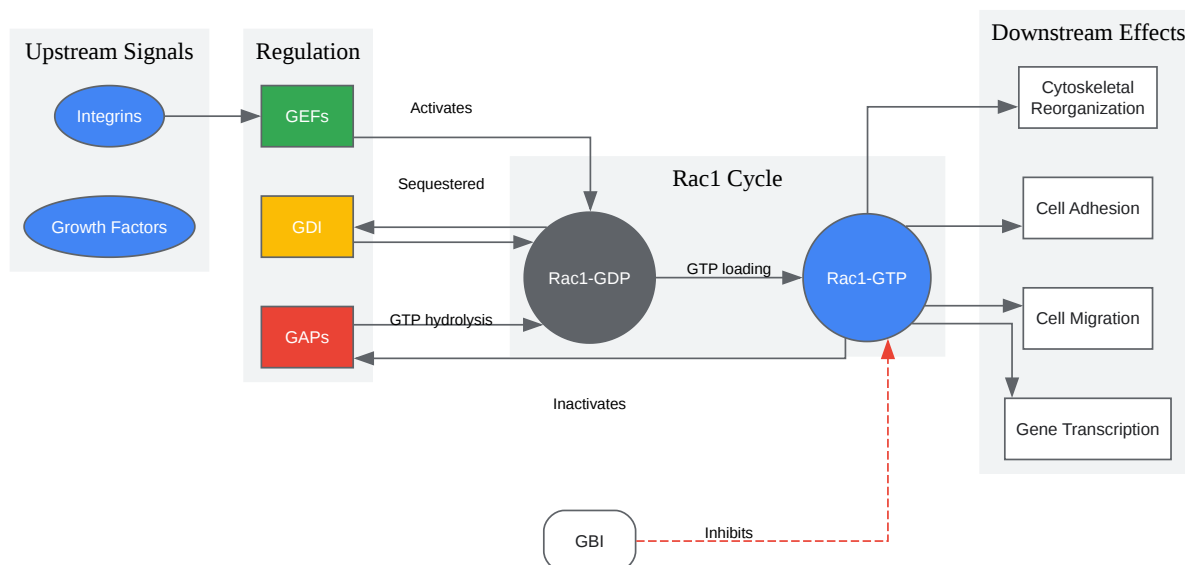 Upstream Signals
Regulation
Downstream Effects
Integrins
GEFs
Activates
Cytoskeletal
Reorganization
Sequestered
Rac1 Cycle
Growth Factors
GDI
Cell Adhesion
Rac1-GDP
GTP loading
Rac1-GTP
GAPs
GTP hydrolysis
Cell Migration
Inactivates
Gene Transcription
GBI
Inhibits